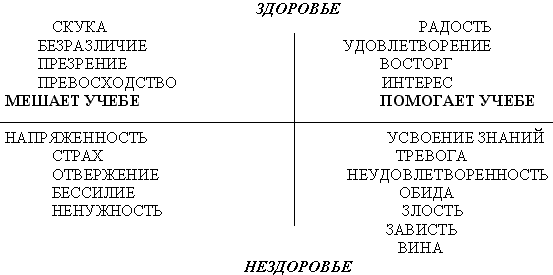 ЗДОРОВЬЕ
СКУКА
БЕЗРАЗЛИЧИЕ
ПРЕЗРЕНИЕ
ПРЕВОСХОДСТВО
МЕШАЕТ УЧЕБЕ
РАДОСТЬ
УДОВЛЕТВОРЕНИЕ
ВОСТОРГ
ИНТЕРЕС
ПОМОГАЕТ УЧЕБЕ
НАПРЯЖЕННОСТЬ
СТРАХ
ОТВЕРЖЕНИЕ
БЕССИЛИЕ
НЕНУЖНОСТЬ
УСВОЕНИЕ ЗНАНИЙ
ТРЕВОГА
НЕУДОВЛЕТВОРЕННОСТЬ
ОБИДА
ЗЛОСТЬ
ЗАВИСТЬ
ВИНА
НЕЗДОРОВЬЕ